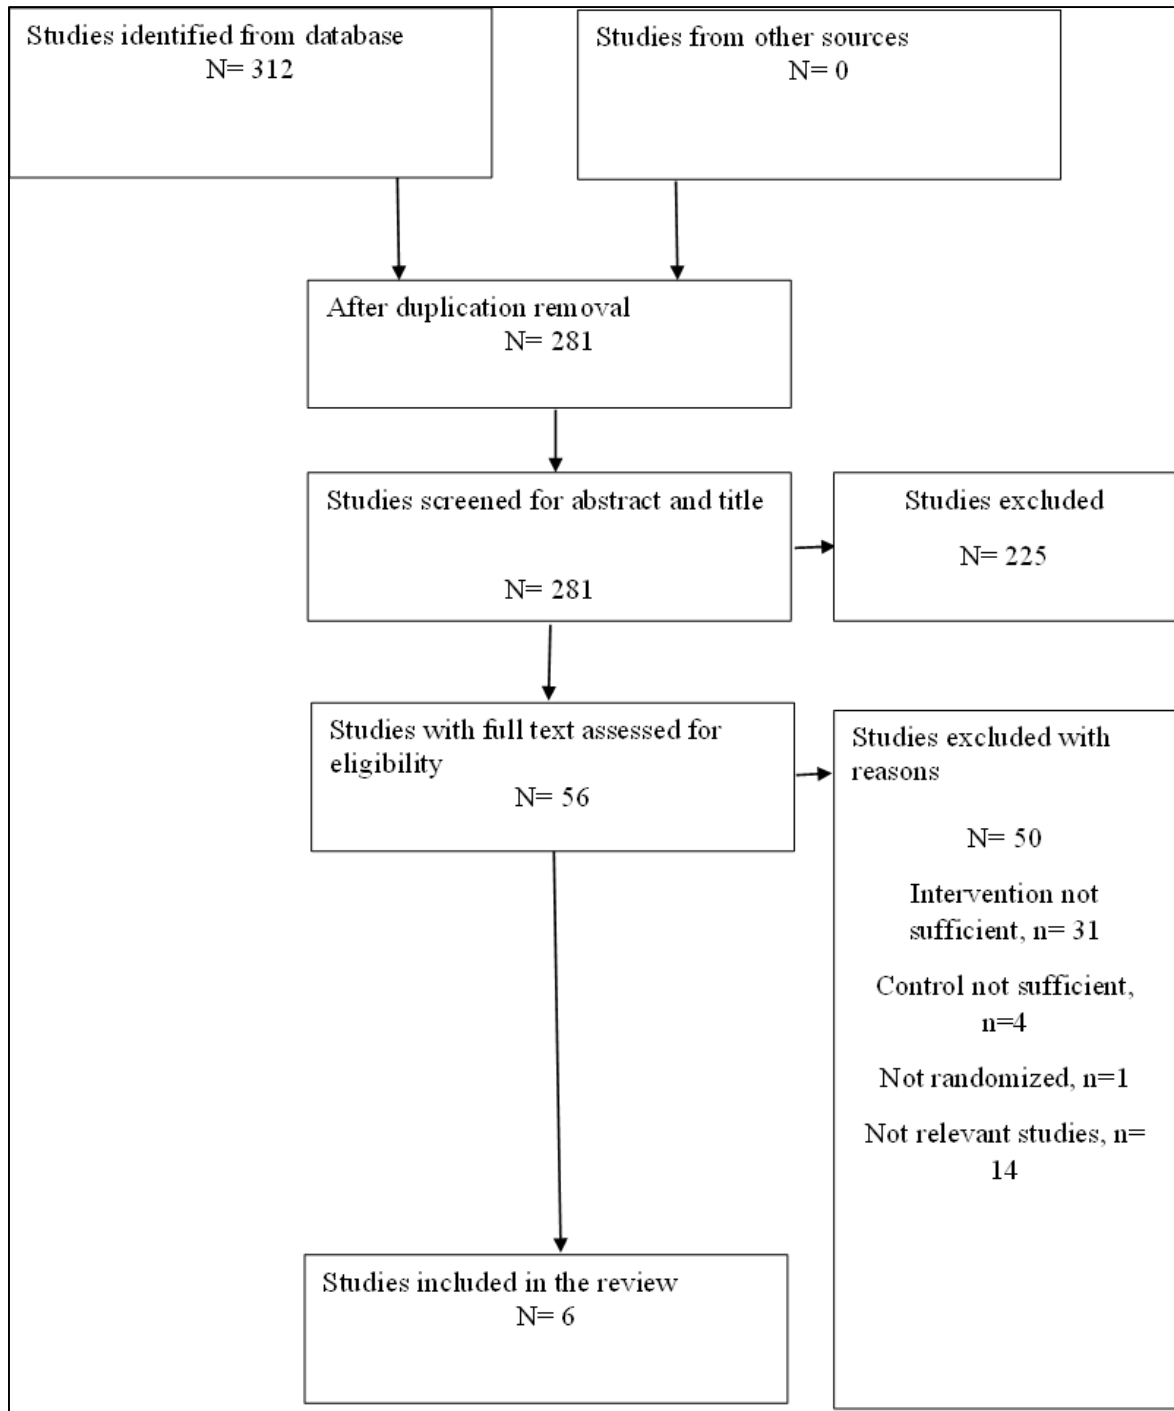 Studies identified from database
N= 312
Studies from other sources
N= 0
After duplication removal
N= 281
Studies screened for abstract and title
N= 281
Studies excluded
N= 225
Studies with full text assessed for
eligibility
N= 56
Studies excluded with
reasons
N= 50
Intervention not
sufficient, n= 31
Control not sufficient,
n=4
Not randomized, n=1
Not relevant studies, n=
14
Studies included in the review
N= 6